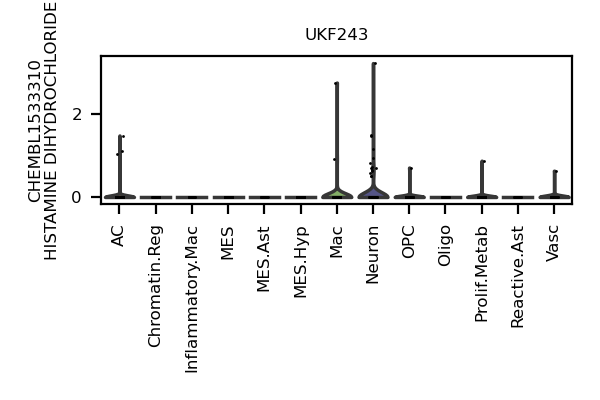 UKF243
CHEMBL1533310
HISTAMINE DIHYDROCHLORIDE
2
0
AC
Chromatin.Reg
Inflammatory.Mac
MES
MES.Ast
MES.Hyp
Mac
Neuron
OPC
Oligo
Prolif.Metab
Reactive.Ast
Vasc